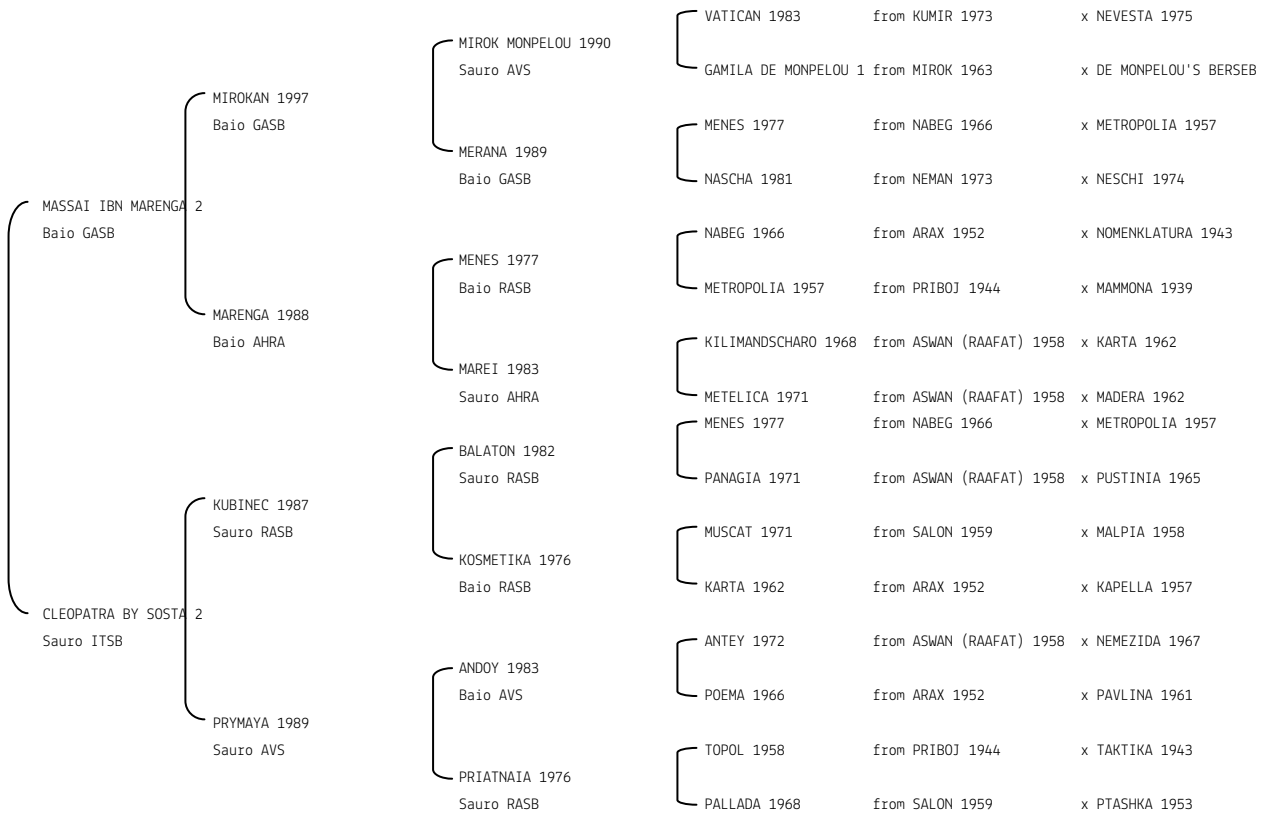 VATICAN 1983 from KUMIR 1973 x NEVESTA 1975
MIROK MONPELOU 1990
Sauro AVS
GAMILA DE MONPELOU 1 from MIROK 1963 x DE MONPELOU'S BERSEB
MIROKAN 1997
Baio GASB
MENES 1977 from NABEG 1966 x METROPOLIA 1957
MERANA 1989
Baio GASB
NASCHA 1981 from NEMAN 1973 x NESCHI 1974
MASSAI IBN MARENGA 2
Baio GASB
NABEG 1966 from ARAX 1952 x NOMENKLATURA 1943
MENES 1977
Baio RASB
METROPOLIA 1957 from PRIBOJ 1944 x MAMMONA 1939
MARENGA 1988
Baio AHRA
KILIMANDSCHARO 1968 from ASWAN (RAAFAT) 1958 x KARTA 1962
MAREI 1983
Sauro AHRA
METELICA 1971 from ASWAN (RAAFAT) 1958 x MADERA 1962
MENES 1977 from NABEG 1966 x METROPOLIA 1957
BALATON 1982
Sauro RASB
PANAGIA 1971 from ASWAN (RAAFAT) 1958 x PUSTINIA 1965
KUBINEC 1987
Sauro RASB
MUSCAT 1971 from SALON 1959 x MALPIA 1958
KOSMETIKA 1976
Baio RASB
KARTA 1962 from ARAX 1952 x KAPELLA 1957
CLEOPATRA BY SOSTA 2
Sauro ITSB
ANTEY 1972 from ASWAN (RAAFAT) 1958 x NEMEZIDA 1967
ANDOY 1983
Baio AVS
POEMA 1966 from ARAX 1952 x PAVLINA 1961
PRYMAYA 1989
Sauro AVS
TOPOL 1958 from PRIBOJ 1944 x TAKTIKA 1943
PRIATNAIA 1976
Sauro RASB
PALLADA 1968 from SALON 1959 x PTASHKA 1953